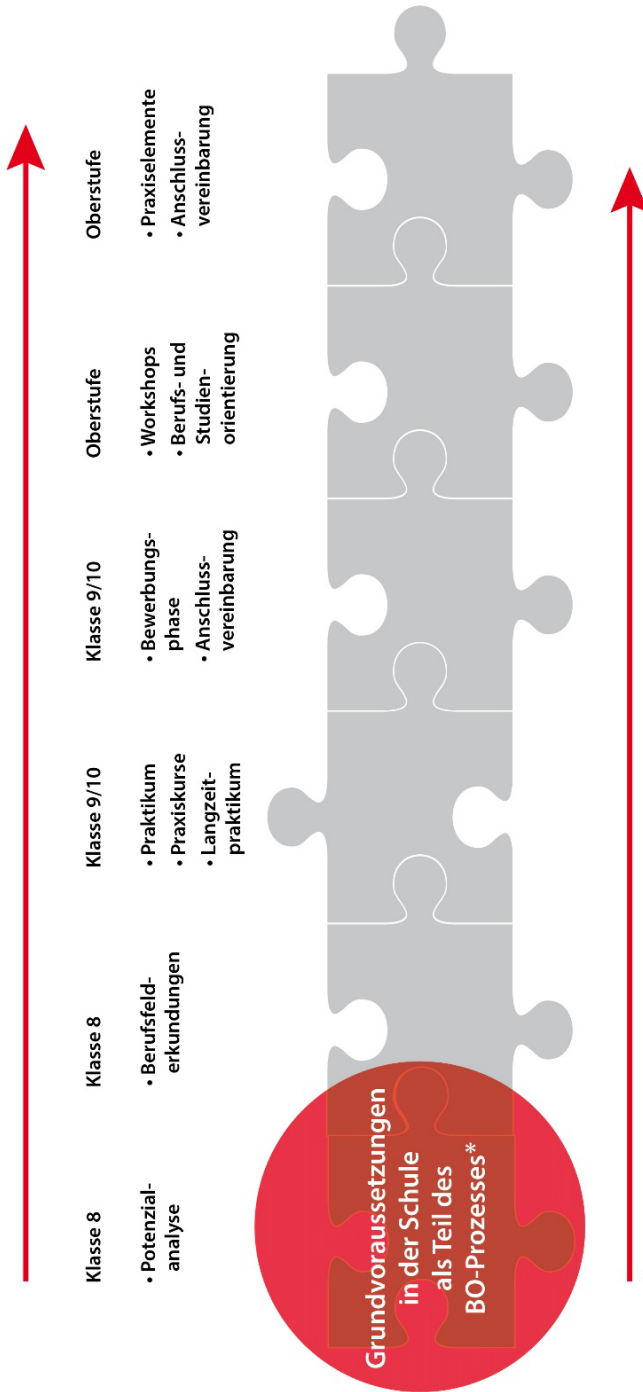 Klasse 8
• Potenzial-
analyse
Klasse 8
• Berufsfeld-
erkundungen
Klasse 9/10
• Praktikum
• Praxiskurse
• Langzeit-
praktikum
Klasse 9/10
• Bewerbungs-
phase
• Anschluss-
vereinbarung
Oberstufe
• Workshops
• Berufs- und
Studien-
orientierung
Oberstufe
• Praxiselemente
• Anschluss-
vereinbarung
Grundvoraussetzungen
in der Schule
als Teil des
BO-Prozesses*